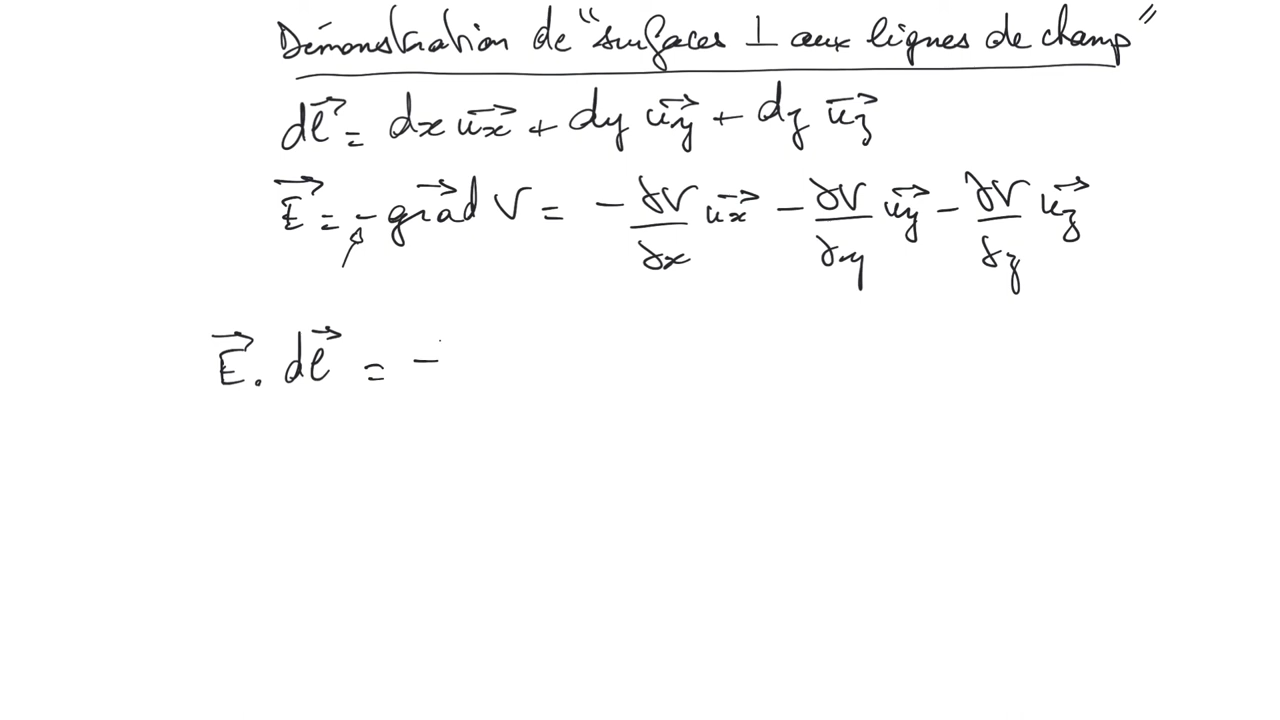 Démonstration de "surfaces ⊥ aux lignes de champ"
dℓ⃗ = dx u⃗x + dy u⃗y + dz u⃗z
E⃗ = - grad⃗ V = - ∂V/∂x u⃗x - ∂V/∂y u⃗y - ∂V/∂z u⃗z
E⃗ . dℓ⃗ = -